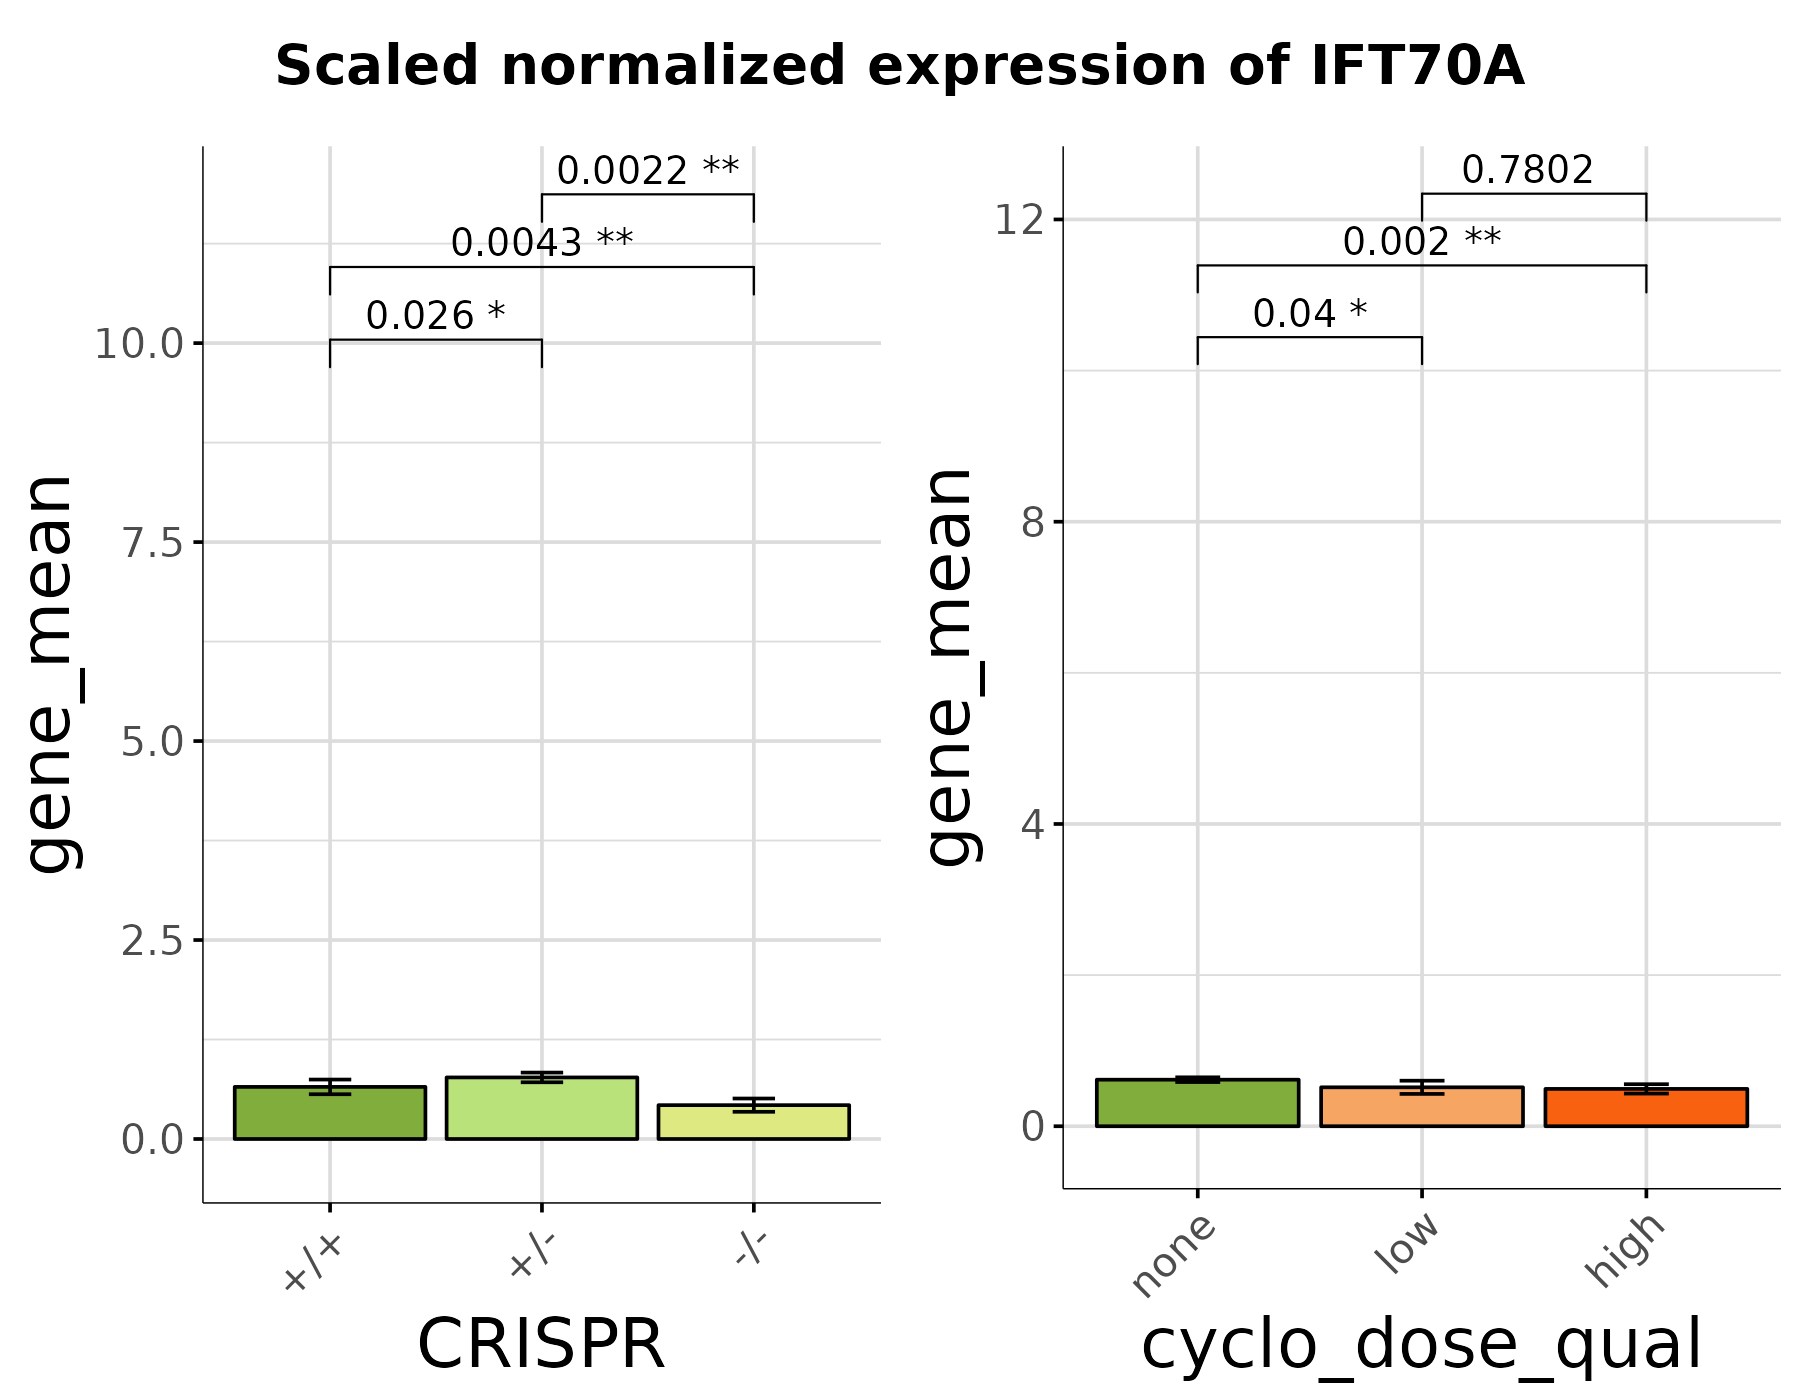 Scaled normalized expression of IFT70A
gene_mean
10.0
7.5
5.0
2.5
0.0
0.0022 **
0.0043 **
0.026 *
+/+
+/-
-/-
CRISPR
gene_mean
12
8
4
0
0.7802
0.002 **
0.04 *
none
low
high
cyclo_dose_qual